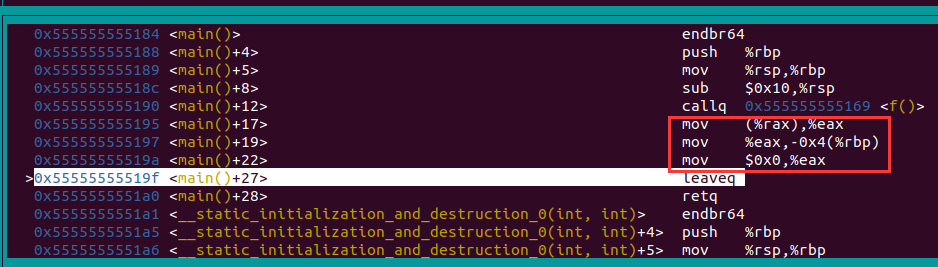 0x555555555184 <main()> endbr64
0x555555555188 <main()+4> push %rbp
0x555555555189 <main()+5> mov %rsp,%rbp
0x55555555518c <main()+8> sub $0x10,%rsp
0x555555555190 <main()+12> callq 0x555555555169 <f()>
0x555555555195 <main()+17> mov (%rax),%eax
0x555555555197 <main()+19> mov %eax,-0x4(%rbp)
0x55555555519a <main()+22> mov $0x0,%eax
>0x55555555519f <main()+27> leaveq
0x5555555551a0 <main()+28> retq
0x5555555551a1 <__static_initialization_and_destruction_0(int, int)> endbr64
0x5555555551a5 <__static_initialization_and_destruction_0(int, int)+4> push %rbp
0x5555555551a6 <__static_initialization_and_destruction_0(int, int)+5> mov %rsp,%rbp